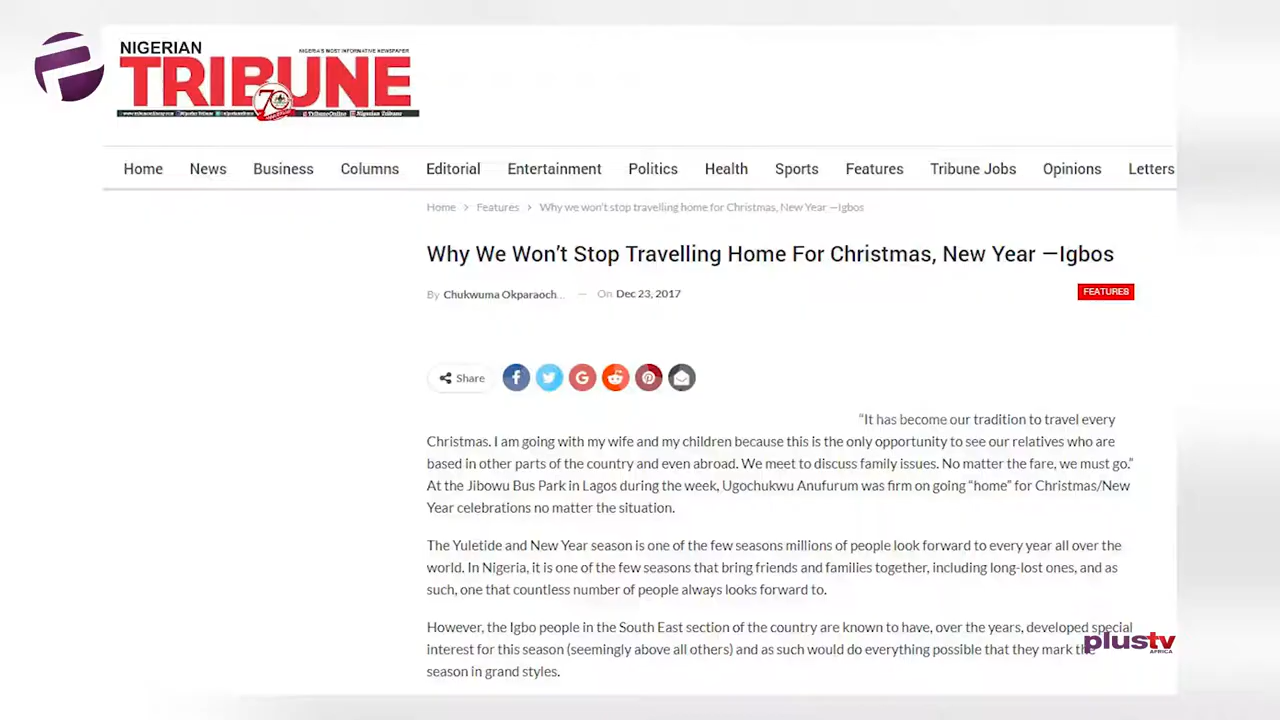 NIGERIAN
NIGERIA'S MOST INFORMATIVE NEWSPAPER
TRIBUNE
70
Home News Business Columns Editorial Entertainment Politics Health Sports Features Tribune Jobs Opinions Letters
Home > Features > Why we won't stop travelling home for Christmas, New Year —Igbos
Why We Won't Stop Travelling Home For Christmas, New Year —Igbos
By Chukwuma Okparaoch... — On Dec 23, 2017
FEATURES
Share
“It has become our tradition to travel every
Christmas. I am going with my wife and my children because this is the only opportunity to see our relatives who are
based in other parts of the country and even abroad. We meet to discuss family issues. No matter the fare, we must go.”
At the Jibowu Bus Park in Lagos during the week, Ugochukwu Anufurum was firm on going “home” for Christmas/New
Year celebrations no matter the situation.
The Yuletide and New Year season is one of the few seasons millions of people look forward to every year all over the
world. In Nigeria, it is one of the few seasons that bring friends and families together, including long-lost ones, and as
such, one that countless number of people always looks forward to.
However, the Igbo people in the South East section of the country are known to have, over the years, developed special
interest for this season (seemingly above all others) and as such would do everything possible that they mark the
season in grand styles.
plustv
AFRICA